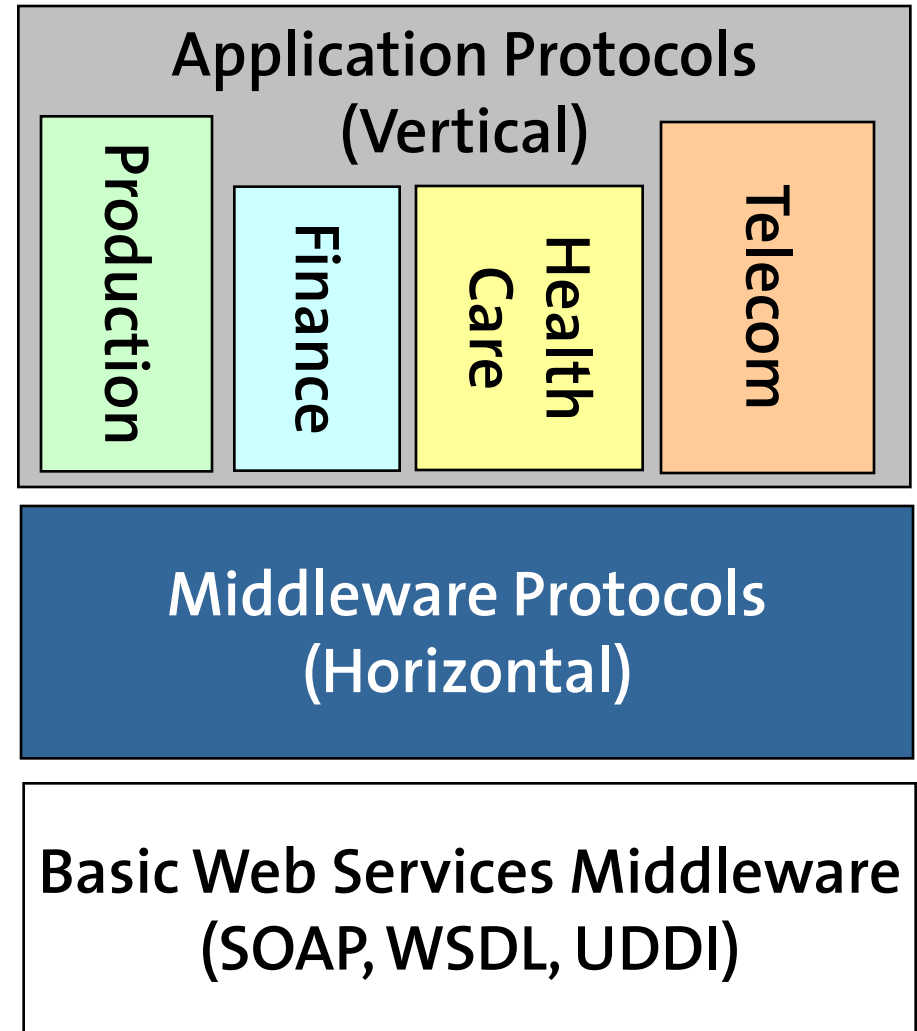 Application Protocols
(Vertical)
Production
Finance
Health
Care
Telecom
Middleware Protocols
(Horizontal)
Basic Web Services Middleware
(SOAP, WSDL, UDDI)